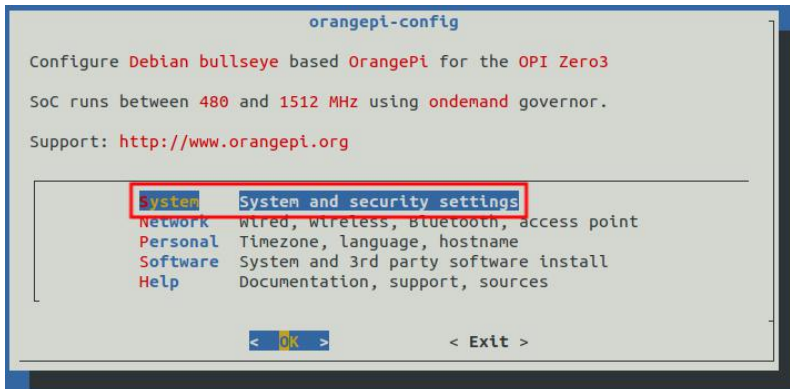 orangepi-config
Configure Debian bullseye based OrangePi for the OPI Zero3
SoC runs between 480 and 1512 MHz using ondemand governor.
Support: http://www.orangepi.org
System System and security settings
Network Wired, wireless, Bluetooth, access point
Personal Timezone, language, hostname
Software System and 3rd party software install
Help Documentation, support, sources
< OK > < Exit >